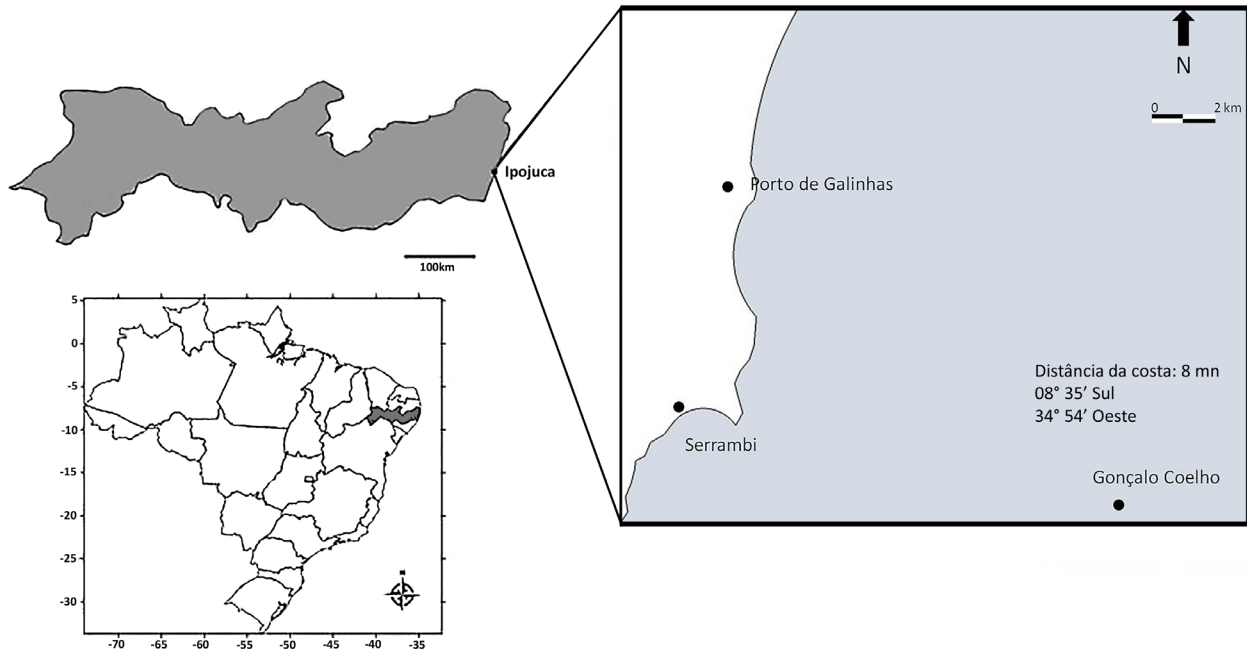 Ipojuca
100km
5
0
-5
-10
-15
-20
-25
-30
-70 -65 -60 -55 -50 -45 -40 -35
N
N
0 2 km
Porto de Galinhas
Distância da costa: 8 mn
08° 35’ Sul
34° 54’ Oeste
Serrambi
Gonçalo Coelho